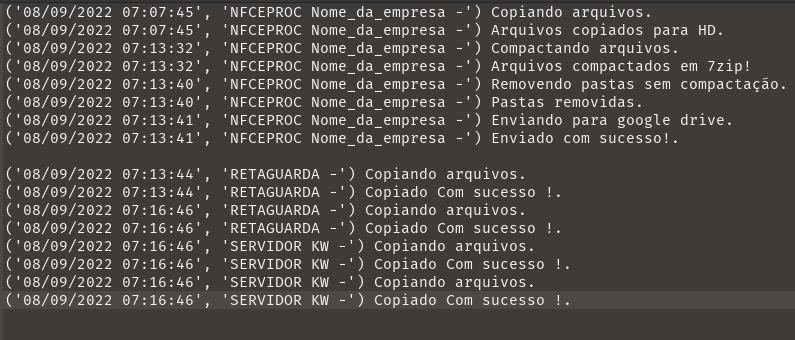 ('08/09/2022 07:07:45', 'NFCEPROC Nome_da_empresa -') Copiando arquivos.
('08/09/2022 07:07:45', 'NFCEPROC Nome_da_empresa -') Arquivos copiados para HD.
('08/09/2022 07:13:32', 'NFCEPROC Nome_da_empresa -') Compactando arquivos.
('08/09/2022 07:13:32', 'NFCEPROC Nome_da_empresa -') Arquivos compactados em 7zip!
('08/09/2022 07:13:40', 'NFCEPROC Nome_da_empresa -') Removendo pastas sem compactação.
('08/09/2022 07:13:40', 'NFCEPROC Nome_da_empresa -') Pastas removidas.
('08/09/2022 07:13:41', 'NFCEPROC Nome_da_empresa -') Enviando para google drive.
('08/09/2022 07:13:41', 'NFCEPROC Nome_da_empresa -') Enviado com sucesso!.
('08/09/2022 07:13:44', 'RETAGUARDA -') Copiando arquivos.
('08/09/2022 07:13:44', 'RETAGUARDA -') Copiado Com sucesso !.
('08/09/2022 07:16:46', 'RETAGUARDA -') Copiando arquivos.
('08/09/2022 07:16:46', 'RETAGUARDA -') Copiado Com sucesso !.
('08/09/2022 07:16:46', 'SERVIDOR KW -') Copiando arquivos.
('08/09/2022 07:16:46', 'SERVIDOR KW -') Copiado Com sucesso !.
('08/09/2022 07:16:46', 'SERVIDOR KW -') Copiando arquivos.
('08/09/2022 07:16:46', 'SERVIDOR KW -') Copiado Com sucesso !.